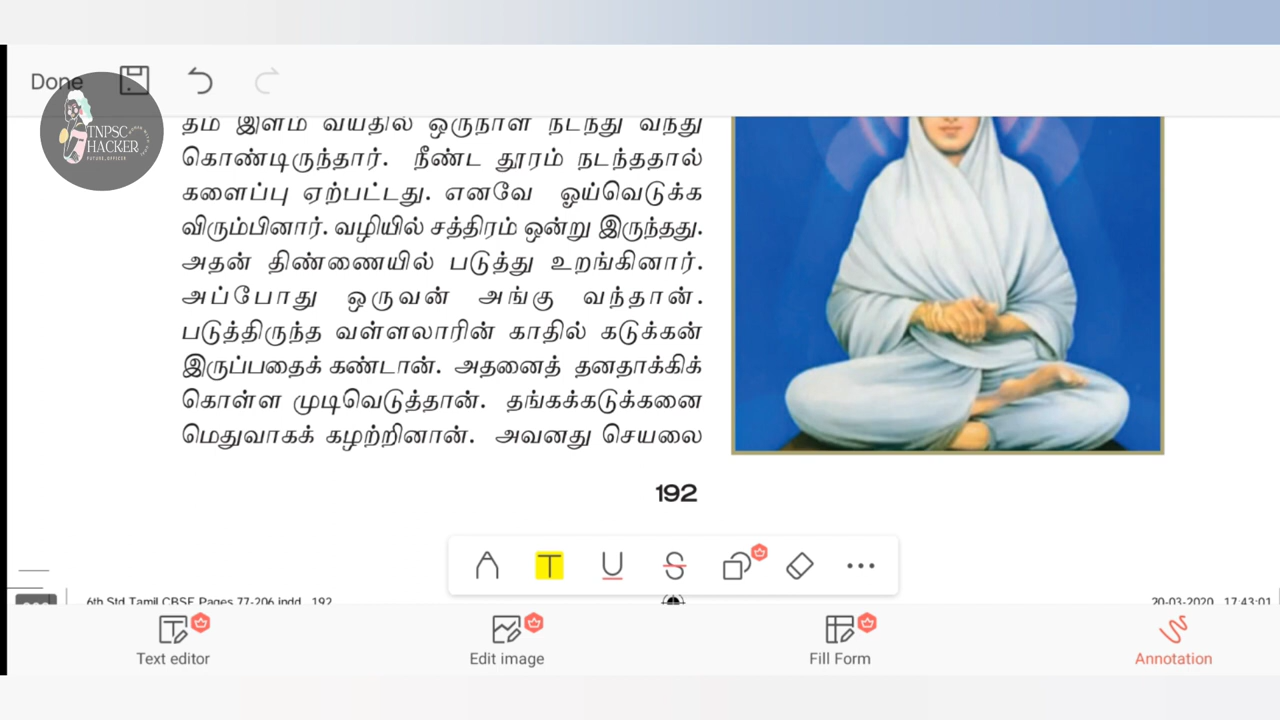 Done
TNPSC
HACKER
FUTURE_OFFICER
தம் இளம் வயதில் ஒருநாள் நடந்து வந்து
கொண்டிருந்தார். நீண்ட தூரம் நடந்ததால்
களைப்பு ஏற்பட்டது. எனவே ஓய்வெடுக்க
விரும்பினார். வழியில் சத்திரம் ஒன்று இருந்தது.
அதன் திண்ணையில் படுத்து உறங்கினார்.
அப்போது ஒருவன் அங்கு வந்தான்.
படுத்திருந்த வள்ளலாரின் காதில் கடுக்கன்
இருப்பதைக் கண்டான். அதனைத் தனதாக்கிக்
கொள்ள முடிவெடுத்தான். தங்கக்கடுக்கனை
மெதுவாகக் கழற்றினான். அவனது செயலை
192
6th Std Tamil CBSE Pages 77-206.indd 192
20-03-2020 17:43:01
Text editor
Edit image
Fill Form
Annotation